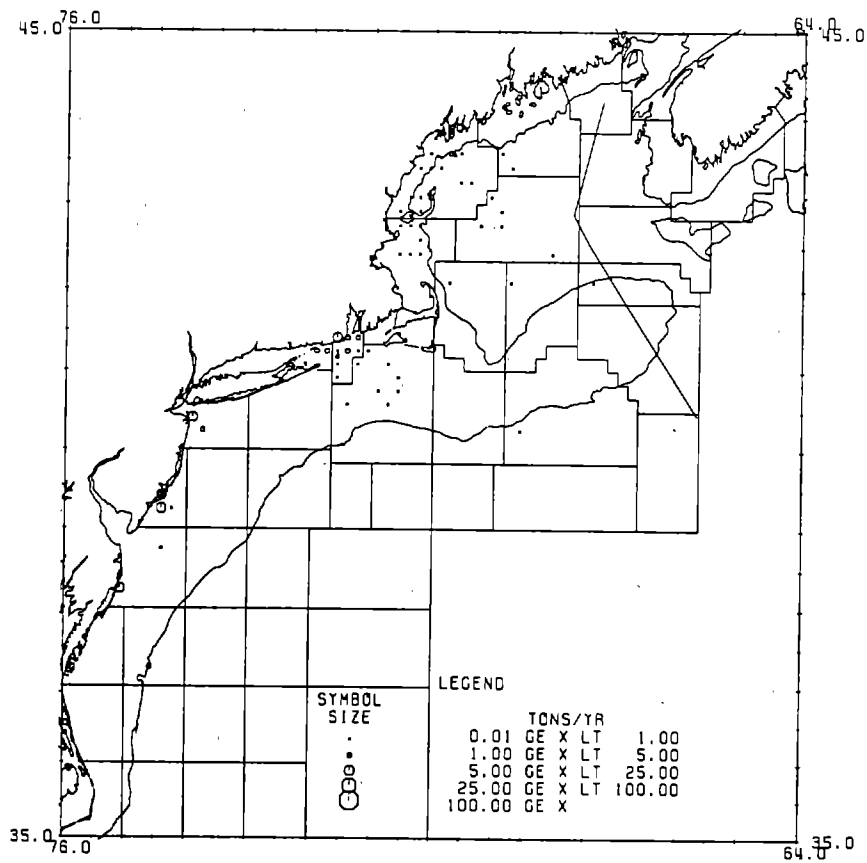 76.0 64.0
45.0 45.0
LEGEND
SYMBOL
SIZE
TONS/YR
0.01 GE X LT 1.00
1.00 GE X LT 5.00
5.00 GE X LT 25.00
25.00 GE X LT 100.00
100.00 GE X
35.0 35.0
76.0 64.0